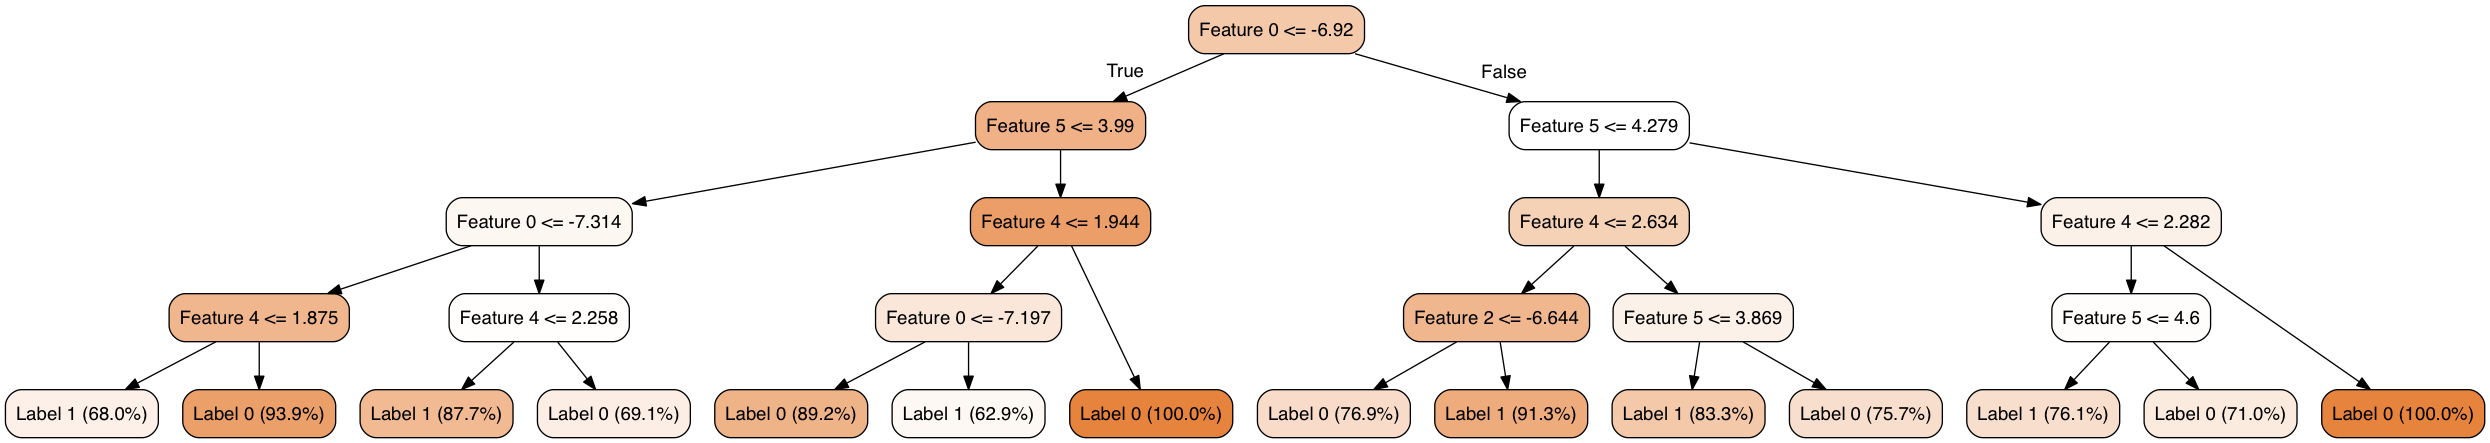 Feature 0 <= -6.92
True
False
Feature 5 <= 3.99
Feature 5 <= 4.279
Feature 0 <= -7.314
Feature 4 <= 1.944
Feature 4 <= 2.634
Feature 4 <= 2.282
Feature 4 <= 1.875
Feature 4 <= 2.258
Feature 0 <= -7.197
Feature 2 <= -6.644
Feature 5 <= 3.869
Feature 5 <= 4.6
Label 1 (68.0%)
Label 0 (93.9%)
Label 1 (87.7%)
Label 0 (69.1%)
Label 0 (89.2%)
Label 1 (62.9%)
Label 0 (100.0%)
Label 0 (76.9%)
Label 1 (91.3%)
Label 1 (83.3%)
Label 0 (75.7%)
Label 1 (76.1%)
Label 0 (71.0%)
Label 0 (100.0%)